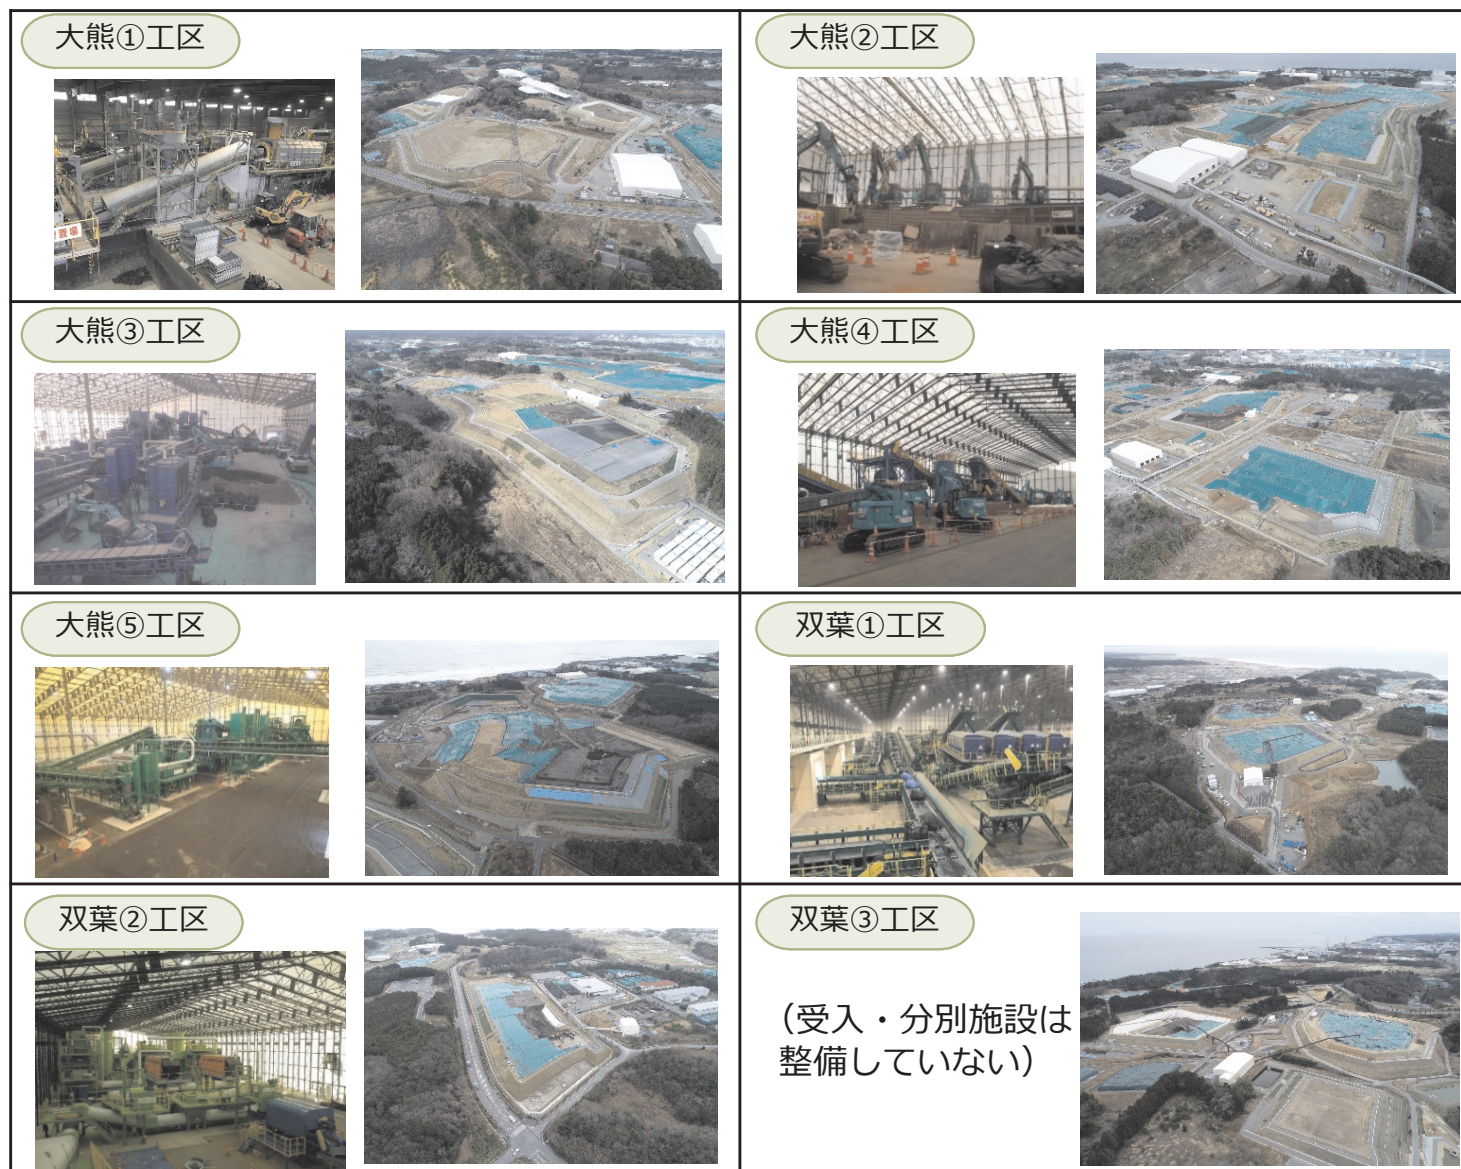 大熊①工区
大熊②工区
大熊③工区
大熊④工区
大熊⑤工区
双葉①工区
双葉②工区
双葉③工区
（受入・分別施設は
整備していない）